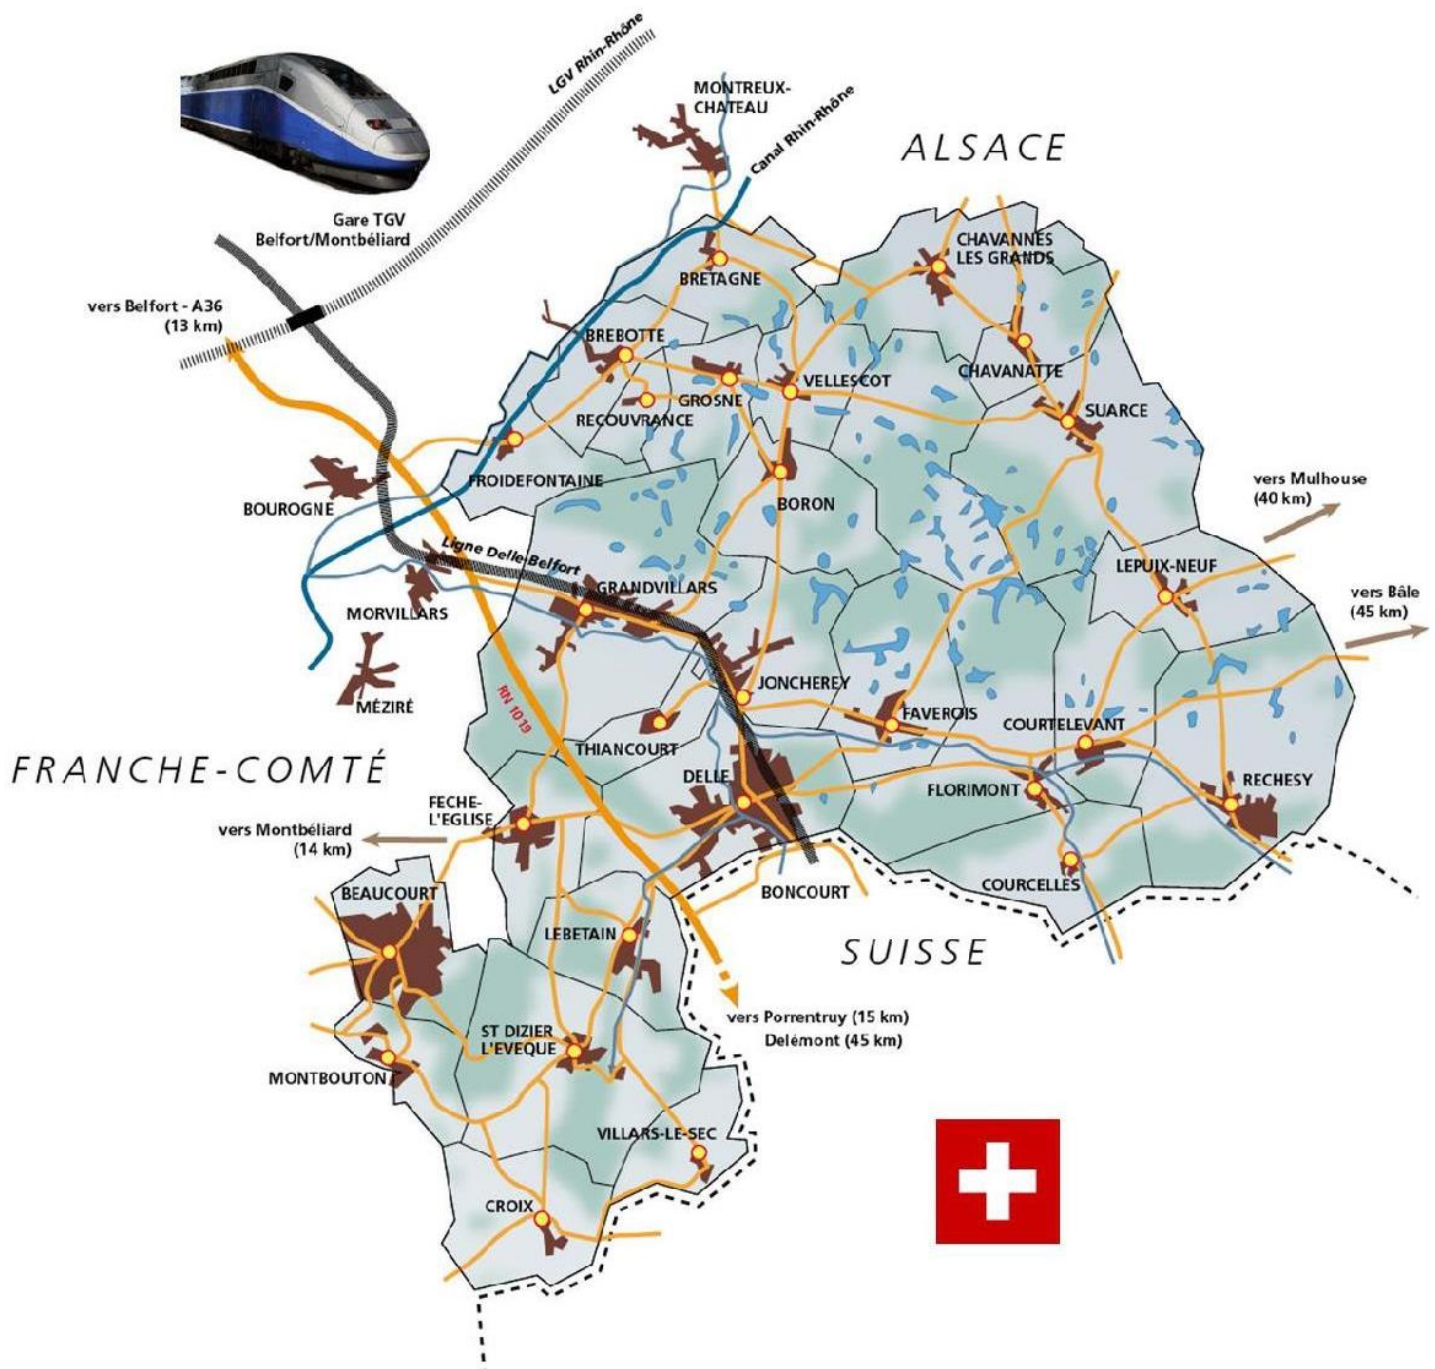 LGV Rhin-Rhône
MONTREUX-
CHATEAU
Canal Rhin-Rhône
ALSACE
Gare TGV
Belfort/Montbéliard
CHAVANNES
LES GRANDS
BRETAGNE
vers Belfort - A36
(13 km)
BREBOTTE
CHAVANATTE
VELLESCOT
GROSNE
RECOUVRANCE
SUARCE
FROIDEFONTAINE
vers Mulhouse
(40 km)
BOUROGNE
BORON
Ligne Delle-Belfort
LEPUIX-NEUF
GRANDVILLARS
vers Bâle
(45 km)
MORVILLARS
JONCHEREY
MÉZIRÉ
RN 1019
FAVEROIS
COURTELEVANT
THIANCOURT
FRANCHE-COMTÉ
DELLE
FLORIMONT
RECHESY
FECHE-
L'EGLISE
vers Montbéliard
(14 km)
COURCELLES
BEAUCOURT
BONCOURT
LEBETAIN
SUISSE
vers Porrentruy (15 km)
Delémont (45 km)
ST DIZIER
L'EVEQUE
MONTBOUTON
VILLARS-LE-SEC
CROIX